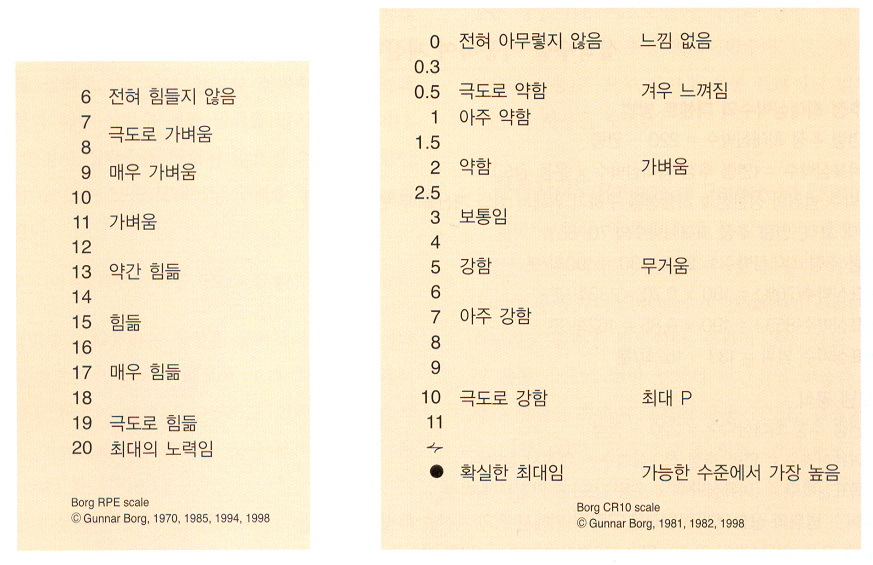 6 전혀 힘들지 않음
7
극도로 가벼움
8
9 매우 가벼움
10
11 가벼움
12
13 약간 힘듦
14
15 힘듦
16
17 매우 힘듦
18
19 극도로 힘듦
20 최대의 노력임
Borg RPE scale
© Gunnar Borg, 1970, 1985, 1994, 1998
0 전혀 아무렇지 않음 느낌 없음
0.3
0.5 극도로 약함 겨우 느껴짐
1 아주 약함
1.5
2 약함 가벼움
2.5
3 보통임
4
5 강함 무거움
6
7 아주 강함
8
9
10 극도로 강함 최대 P
11
● 확실한 최대임 가능한 수준에서 가장 높음
Borg CR10 scale
© Gunnar Borg, 1981, 1982, 1998